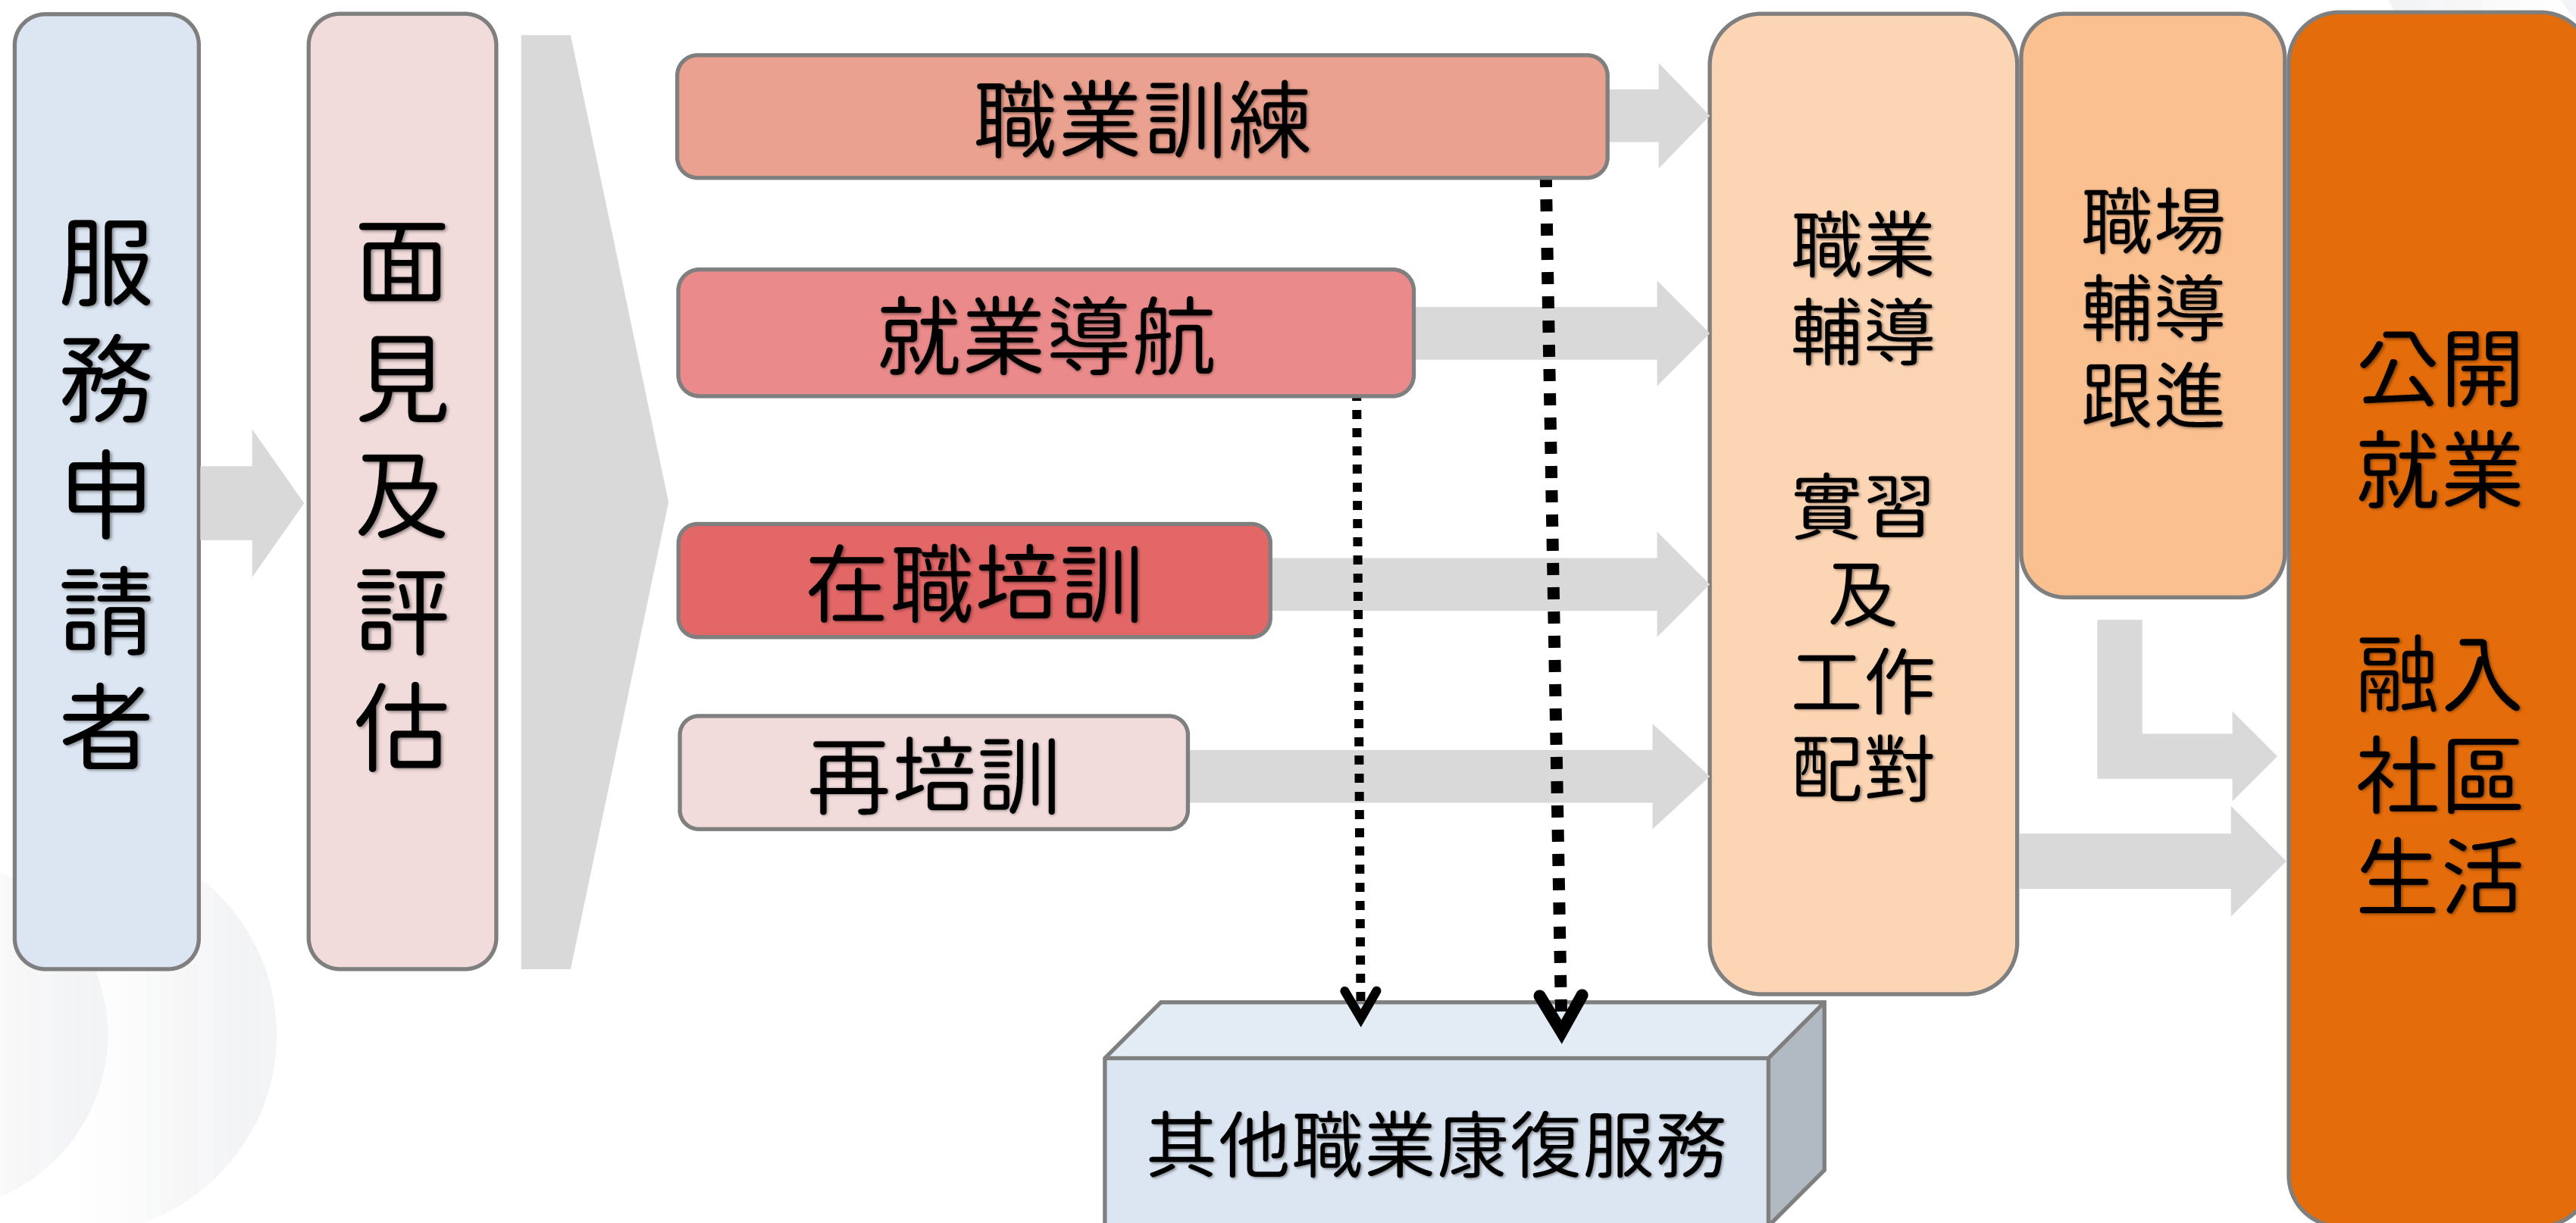 服務申請者
面見及評估
職業訓練
就業導航
在職培訓
再培訓
職業
輔導
實習
及
工作
配對
職場
輔導
跟進
公開
就業
融入
社區
生活
其他職業康復服務